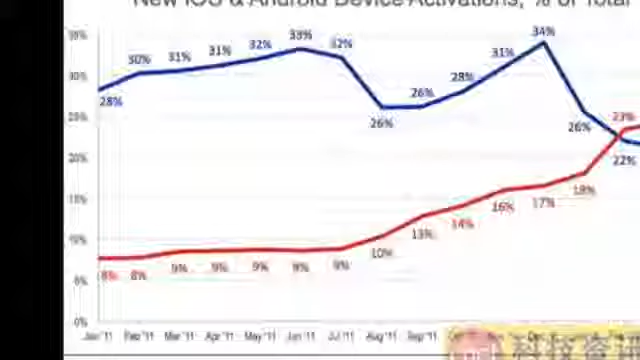 New iOS & Android Device Activations, % of Total
35%
30%
25%
20%
15%
10%
5%
0%
28% 30% 31% 31% 32% 33% 32% 26% 26% 28% 31% 34% 26% 22%
8% 8% 9% 9% 9% 9% 9% 10% 13% 14% 16% 17% 18% 23%
Jan '11 Feb '11 Mar '11 Apr '11 May '11 Jun '11 Jul '11 Aug '11 Sep '11
科技资讯